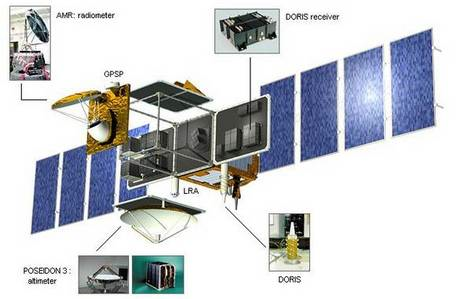 AMR: radiometer
DORIS receiver
GPSP
LRA
POSEIDON 3 :
altimeter
DORIS